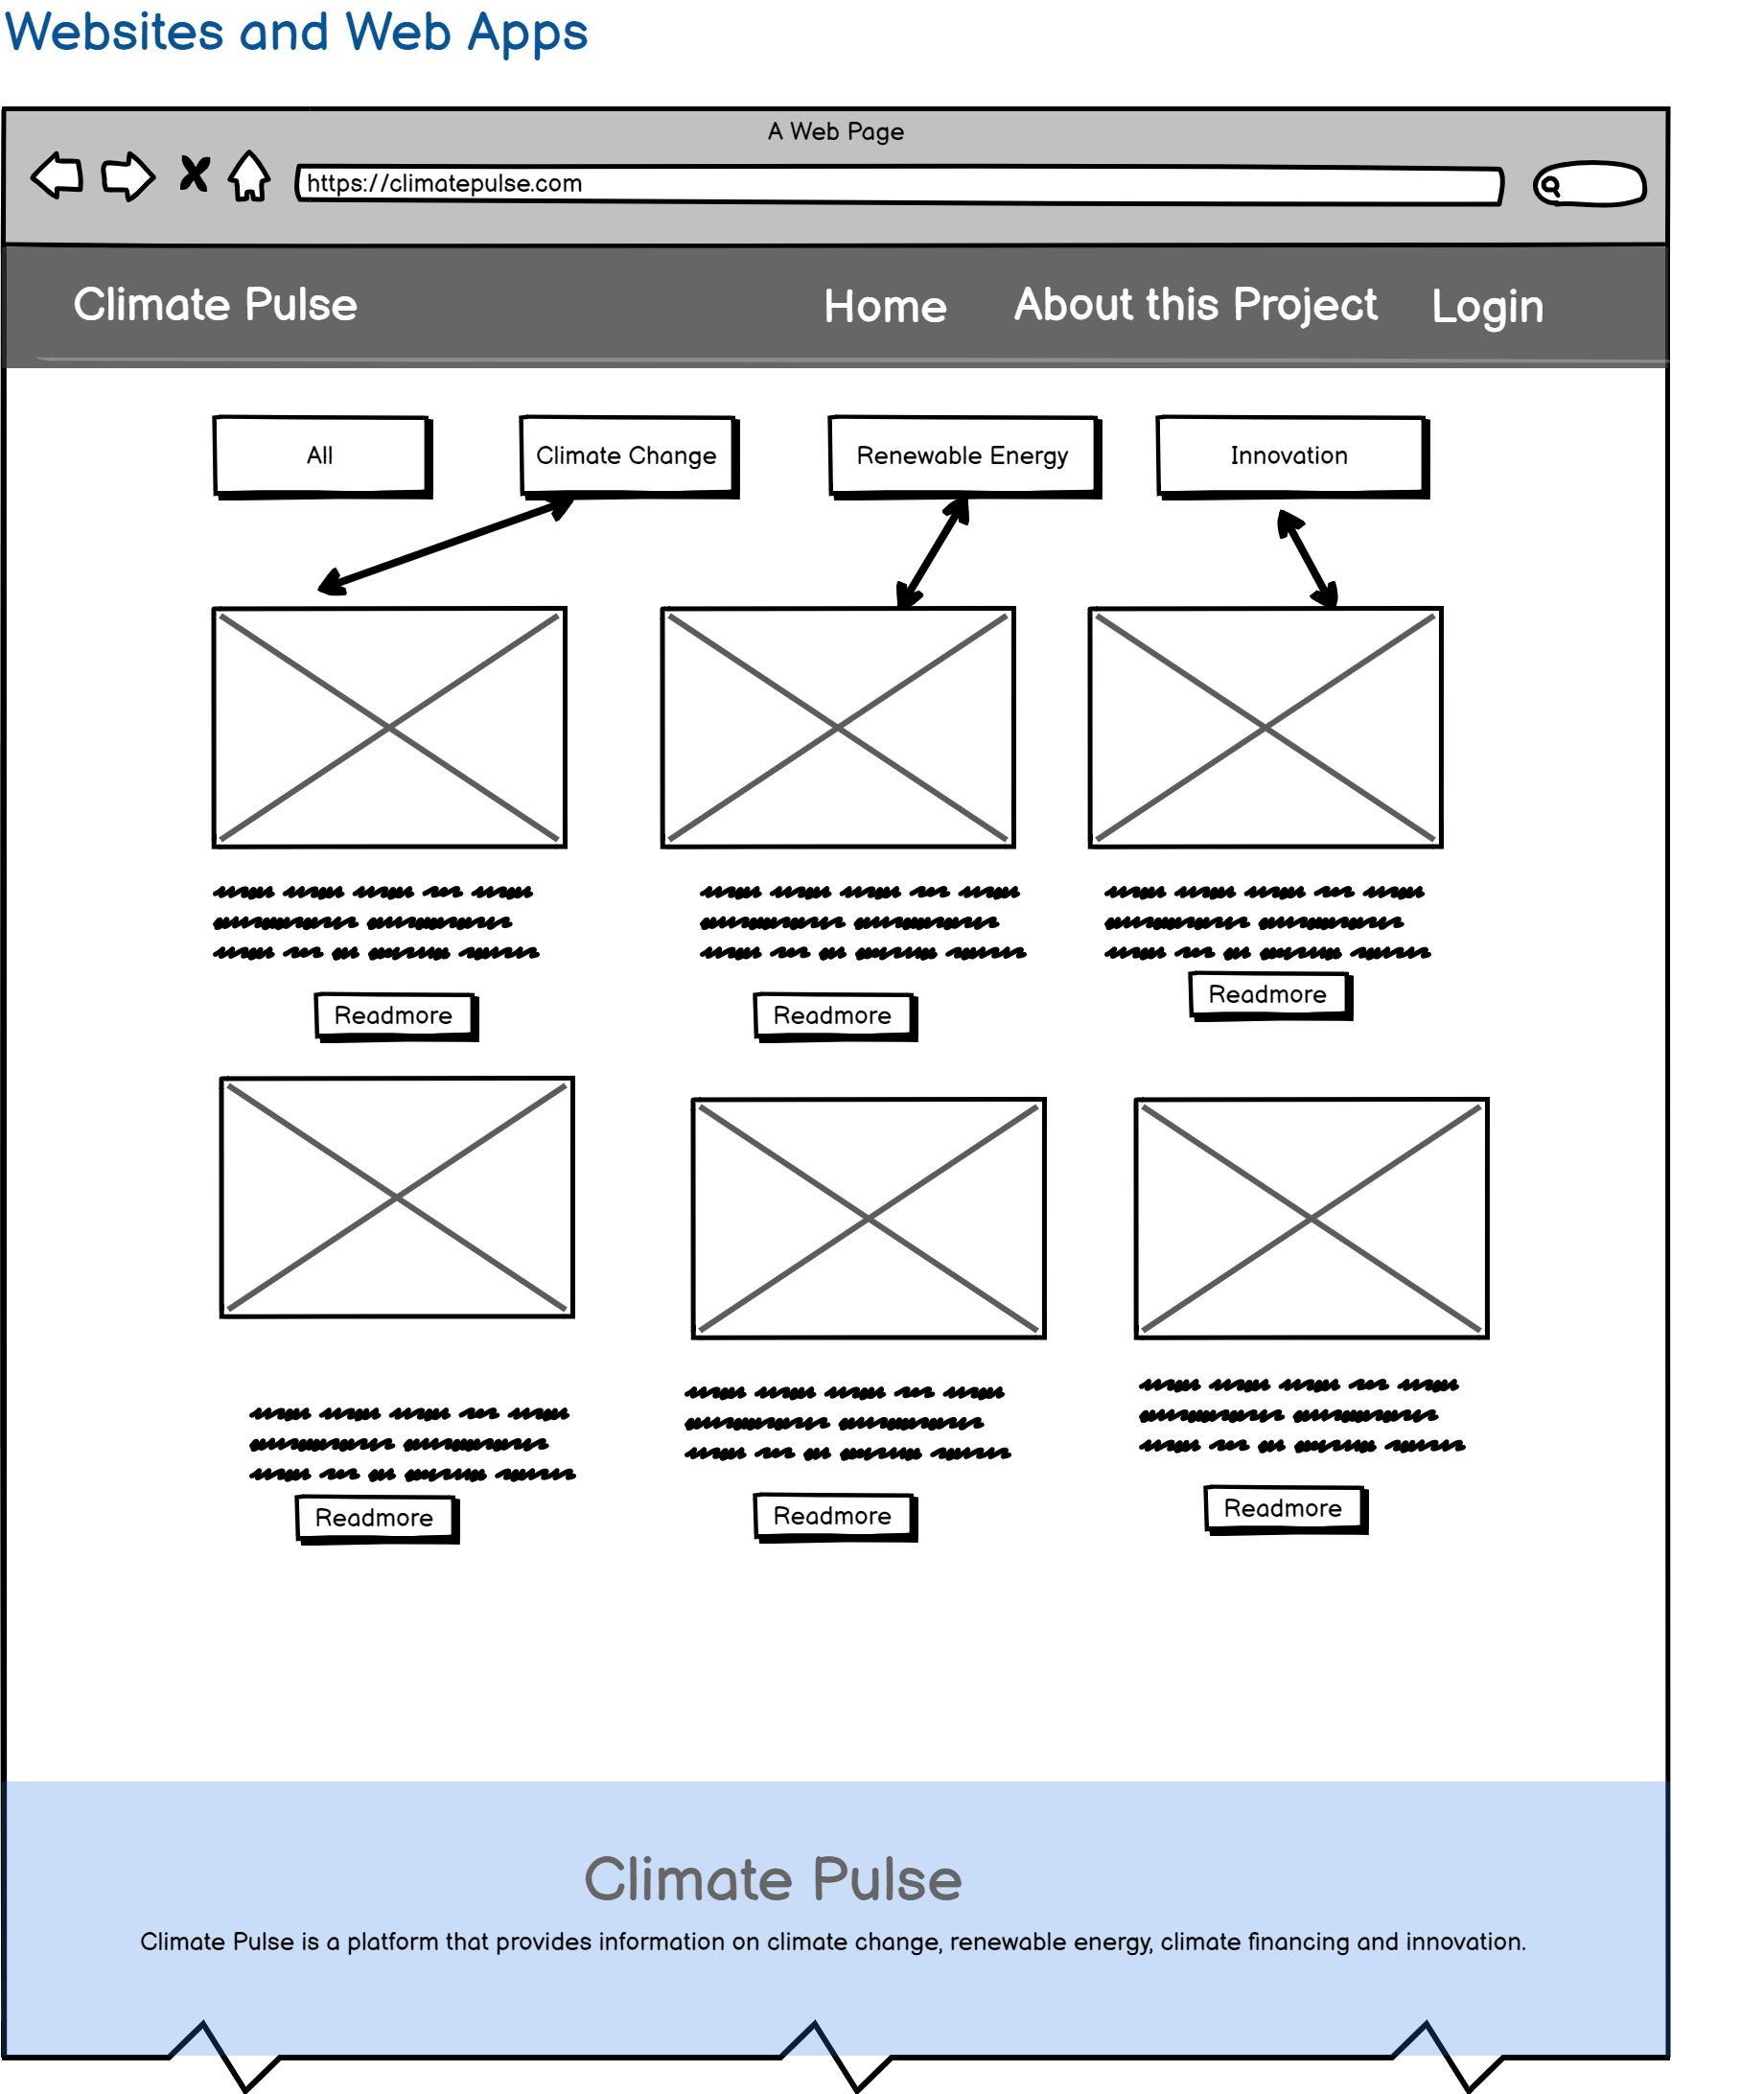 Websites and Web Apps
A Web Page
https://climatepulse.com
Climate Pulse Home About this Project Login
All Climate Change Renewable Energy Innovation
Readmore Readmore Readmore
Readmore Readmore Readmore
Climate Pulse
Climate Pulse is a platform that provides information on climate change, renewable energy, climate financing and innovation.